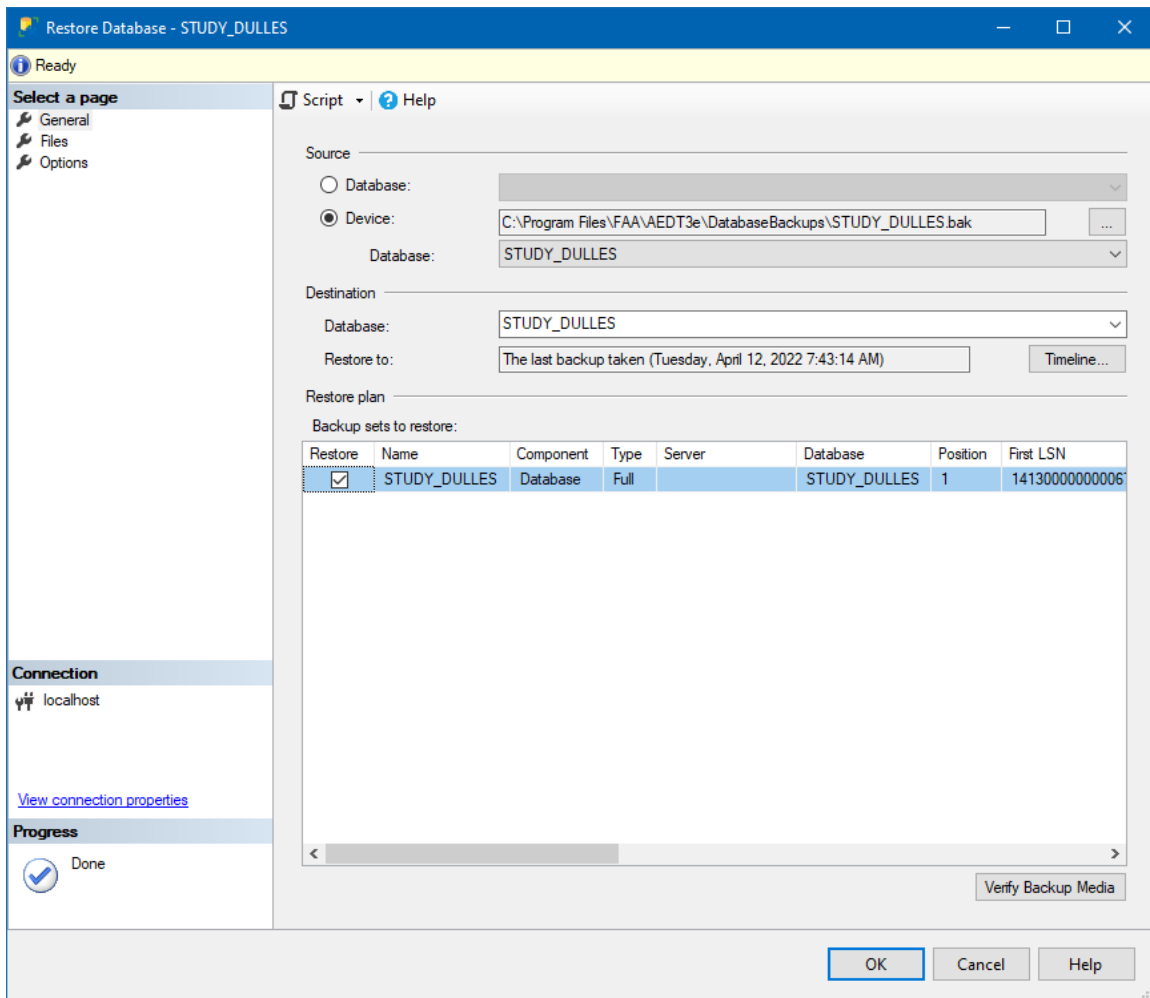 Restore Database - STUDY_DULLES
Ready
Select a page
General
Files
Options
Script
Help
Source
Database:
Device:
C:\Program Files\FAA\AEDT3e\DatabaseBackups\STUDY_DULLES.bak
...
Database:
STUDY_DULLES
Destination
Database:
STUDY_DULLES
Restore to:
The last backup taken (Tuesday, April 12, 2022 7:43:14 AM)
Timeline...
Restore plan
Backup sets to restore:
Restore Name Component Type Server Database Position First LSN
STUDY_DULLES Database Full STUDY_DULLES 1
Connection
localhost
View connection properties
Progress
Done
Verify Backup Media
OK Cancel Help